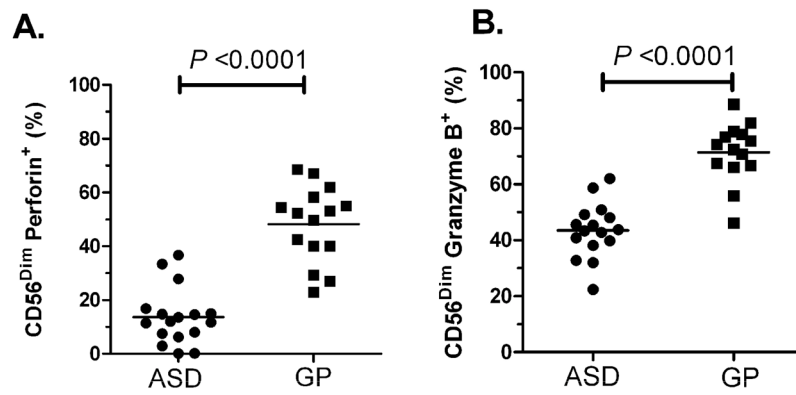 A.
P <0.0001
CD56Dim Perforin+ (%)
100
80
60
40
20
0
ASD GP
B.
P <0.0001
CD56Dim Granzyme B+ (%)
100
80
60
40
20
0
ASD GP